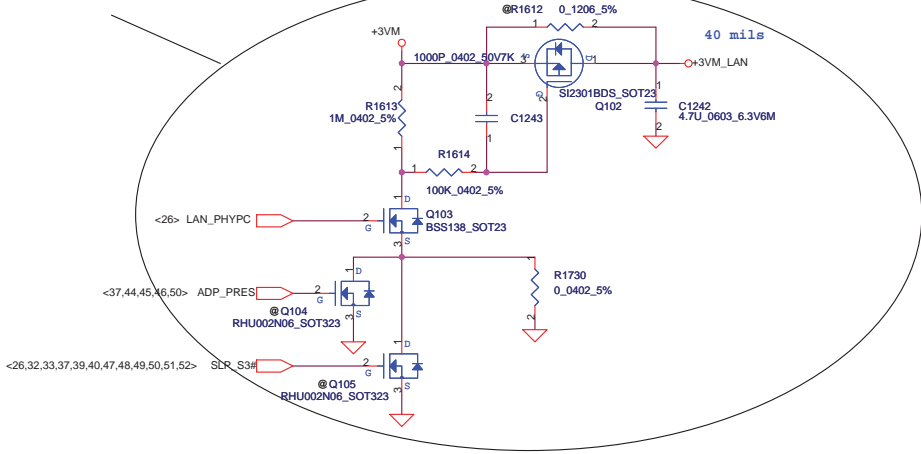 @R1612 0_1206_5%
1 2
40 mils
+3VM
1000P_0402_50V7K
3 S D 1
+3VM_LAN
G 2
SI2301BDS_SOT23
Q102
2
R1613
1M_0402_5%
1
2
C1243
1
1
C1242
4.7U_0603_6.3V6M
2
R1614
1 2
100K_0402_5%
1 D
Q103
BSS138_SOT23
<26> LAN_PHYPC
2
G
3 S
1 D
<37,44,45,46,50> ADP_PRES
2
G
3 S
@Q104
RHU002N06_SOT323
1
R1730
0_0402_5%
2
1 D
<26,32,33,37,39,40,47,48,49,50,51,52> SLP_S3#
2
G
3 S
@Q105
RHU002N06_SOT323